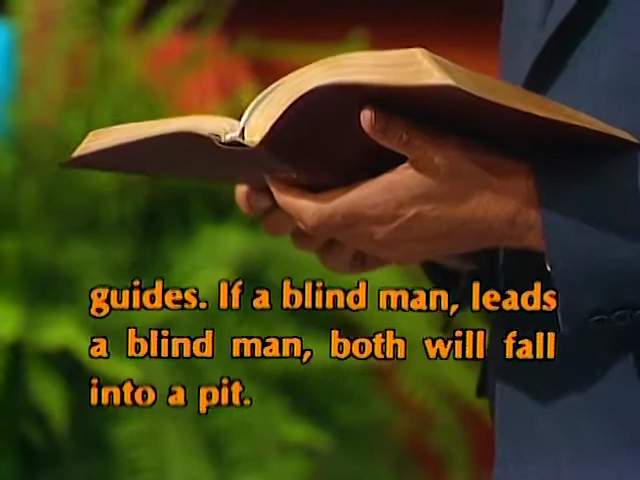 guides. If a blind man, leads
a blind man, both will fall
into a pit.